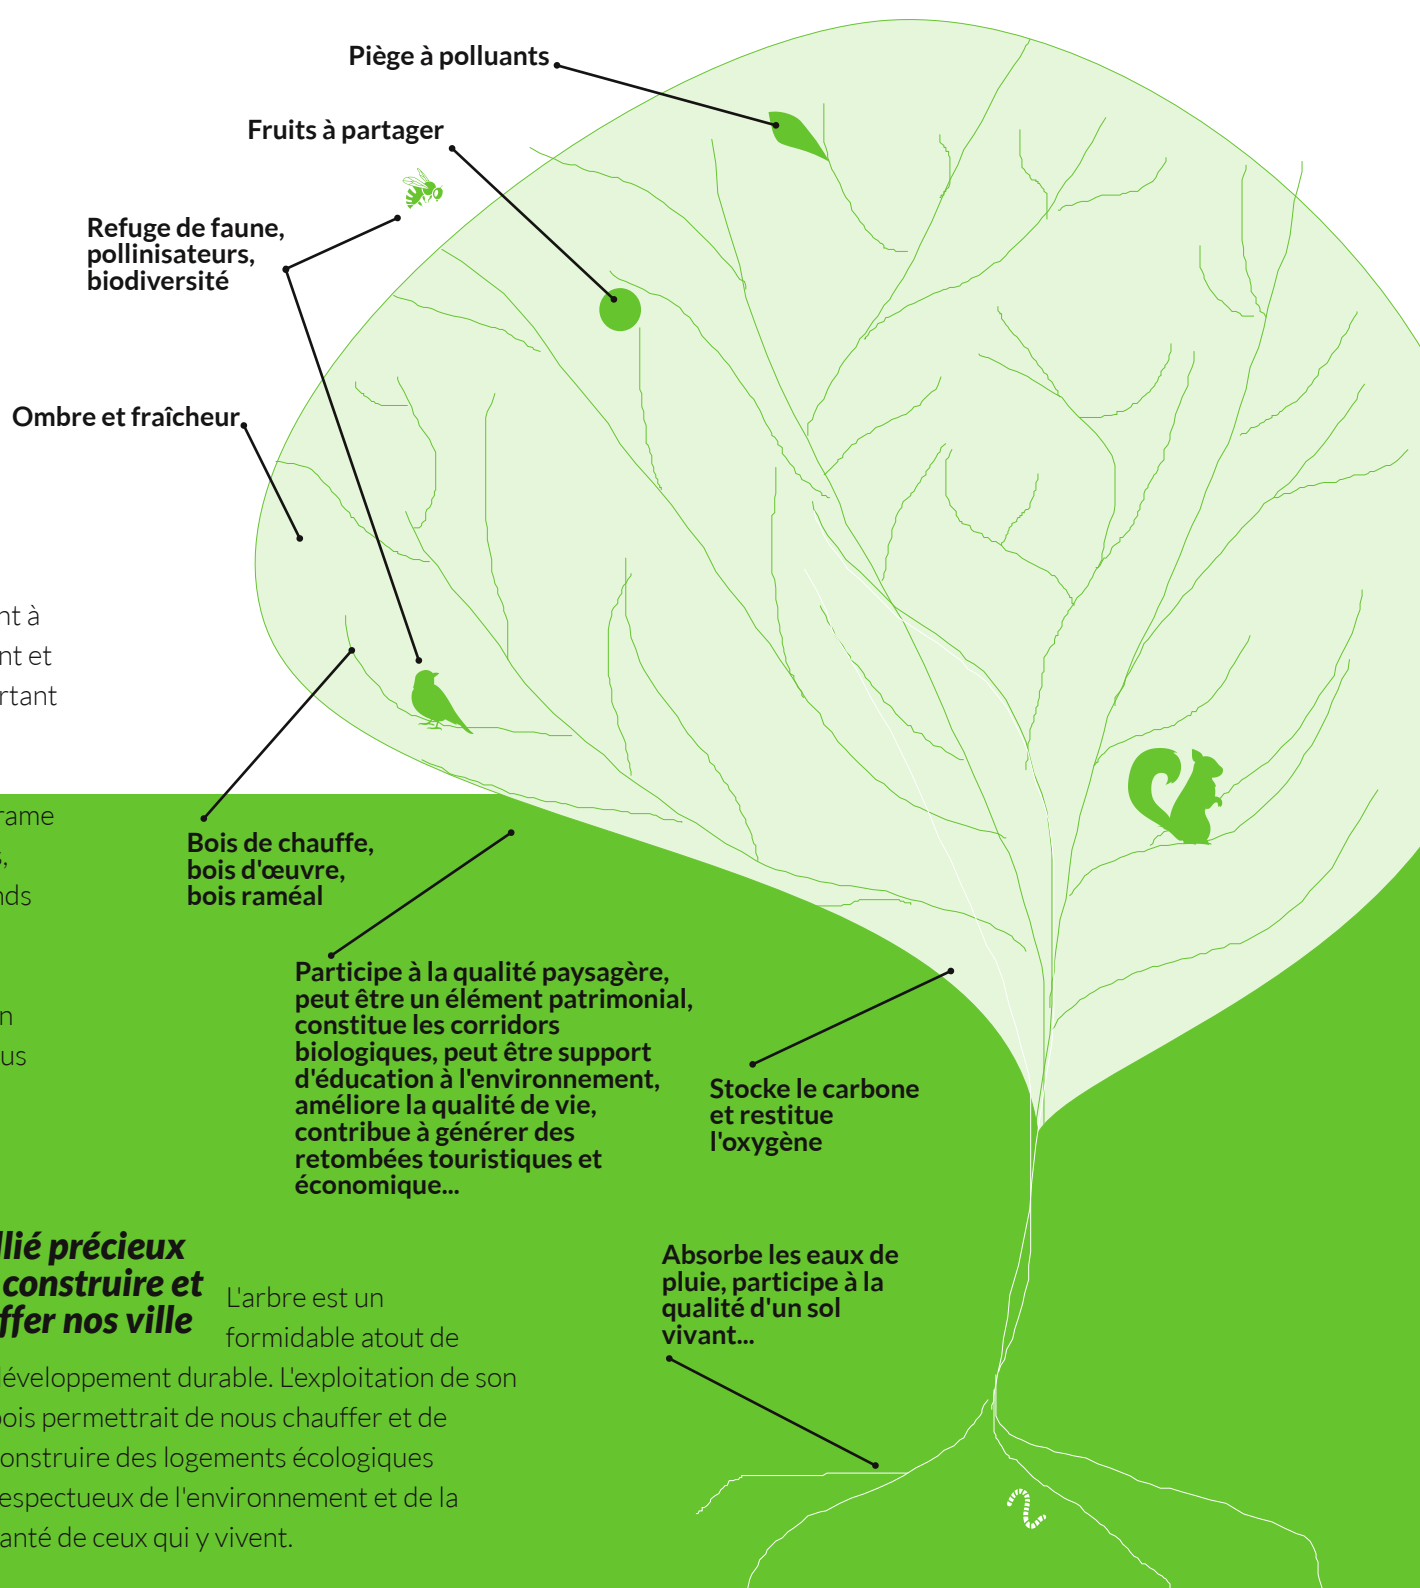 Piège à polluants
Fruits à partager
Refuge de faune,
pollinisateurs,
biodiversité
Ombre et fraîcheur
nt à
nt et
rtant
rame
s,
nds
n
us
Bois de chauffe,
bois d'œuvre,
bois raméal
Participe à la qualité paysagère,
peut être un élément patrimonial,
constitue les corridors
biologiques, peut être support
d'éducation à l'environnement,
améliore la qualité de vie,
contribue à générer des
retombées touristiques et
économique...
Stocke le carbone
et restitue
l'oxygène
Absorbe les eaux de
pluie, participe à la
qualité d'un sol
vivant...
llié précieux
construire et
ffer nos ville
L'arbre est un
formidable atout de
développement durable. L'exploitation de son
bois permettrait de nous chauffer et de
onstruire des logements écologiques
espectueux de l'environnement et de la
anté de ceux qui y vivent.